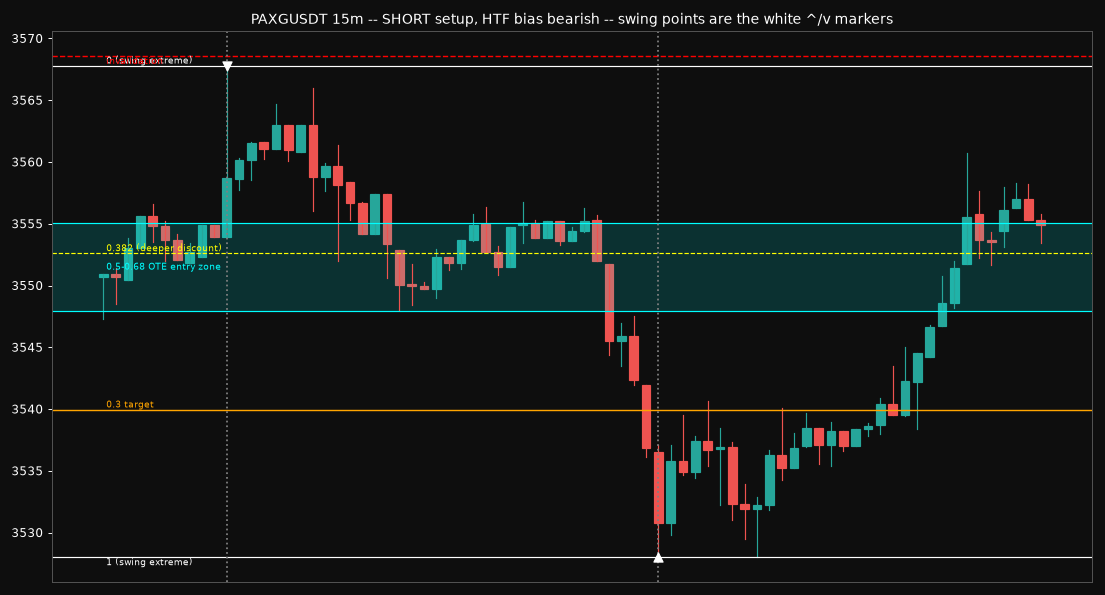 PAXGUSDT 15m -- SHORT setup, HTF bias bearish -- swing points are the white ^/v markers
3570
0 (swing extreme)
3565
3560
3555
0.382 (deeper discount)
0.5-0.68 OTE entry zone
3550
3545
0.3 target
3540
3535
3530
1 (swing extreme)